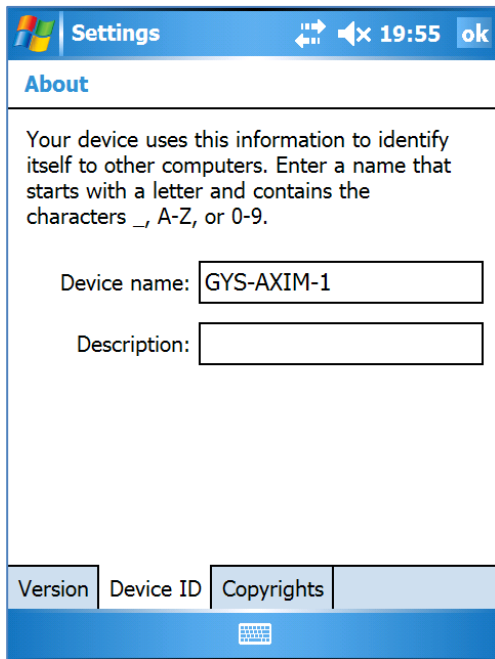 Settings 19:55 ok
About
Your device uses this information to identify
itself to other computers. Enter a name that
starts with a letter and contains the
characters _, A-Z, or 0-9.
Device name: GYS-AXIM-1
Description:
Version Device ID Copyrights